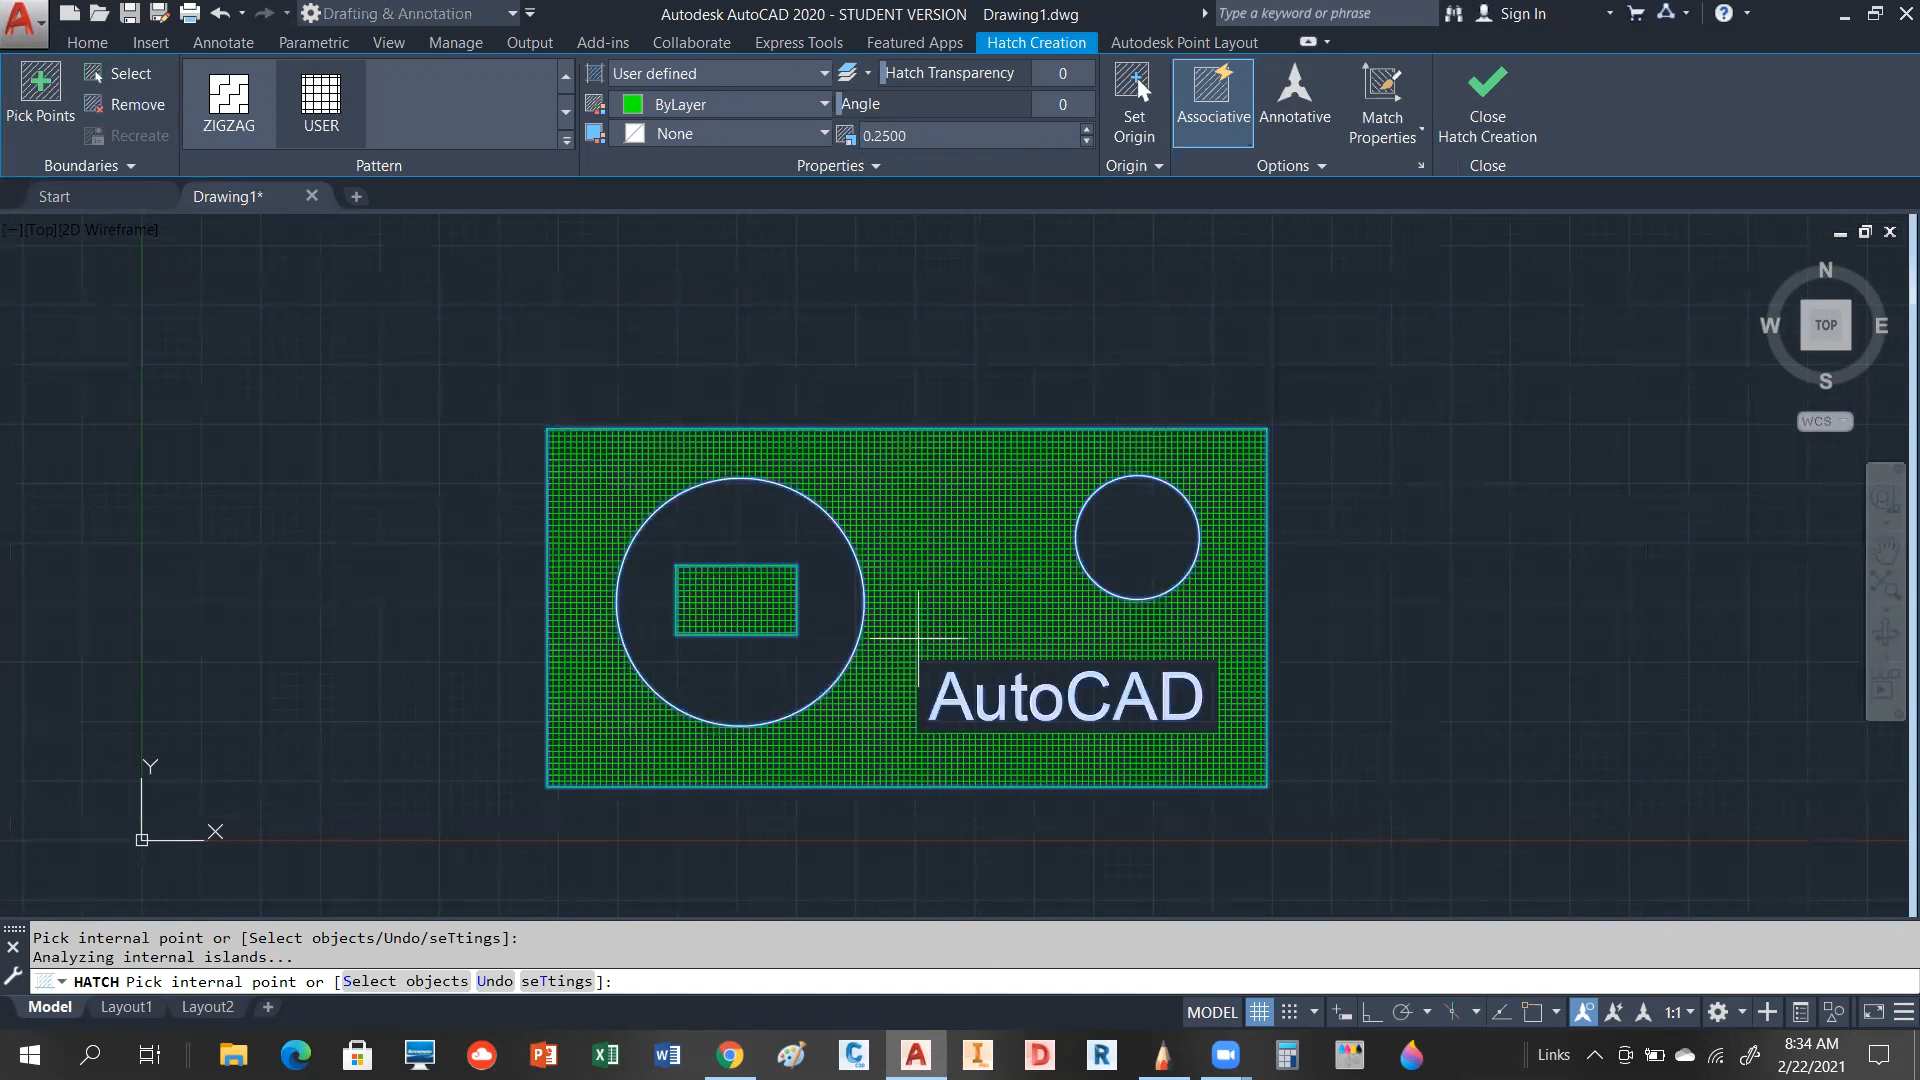 Drafting & Annotation
Autodesk AutoCAD 2020 - STUDENT VERSION Drawing1.dwg
Type a keyword or phrase
Sign In
Home Insert Annotate Parametric View Manage Output Add-ins Collaborate Express Tools Featured Apps Hatch Creation Autodesk Point Layout
Pick Points
Select
Remove
Recreate
Boundaries
ZIGZAG
USER
Pattern
User defined
ByLayer
None
Hatch Transparency 0
Angle 0
0.2500
Properties
Set
Origin
Origin
Associative
Annotative
Match
Properties
Options
Close
Hatch Creation
Close
Start
Drawing1*
[−][Top][2D Wireframe]
N
W TOP E
S
WCS
AutoCAD
Y
X
Pick internal point or [Select objects/Undo/seTtings]:
Analyzing internal islands...
HATCH Pick internal point or [Select objects Undo seTtings]:
Model Layout1 Layout2
MODEL
1:1
Links
8:34 AM
2/22/2021